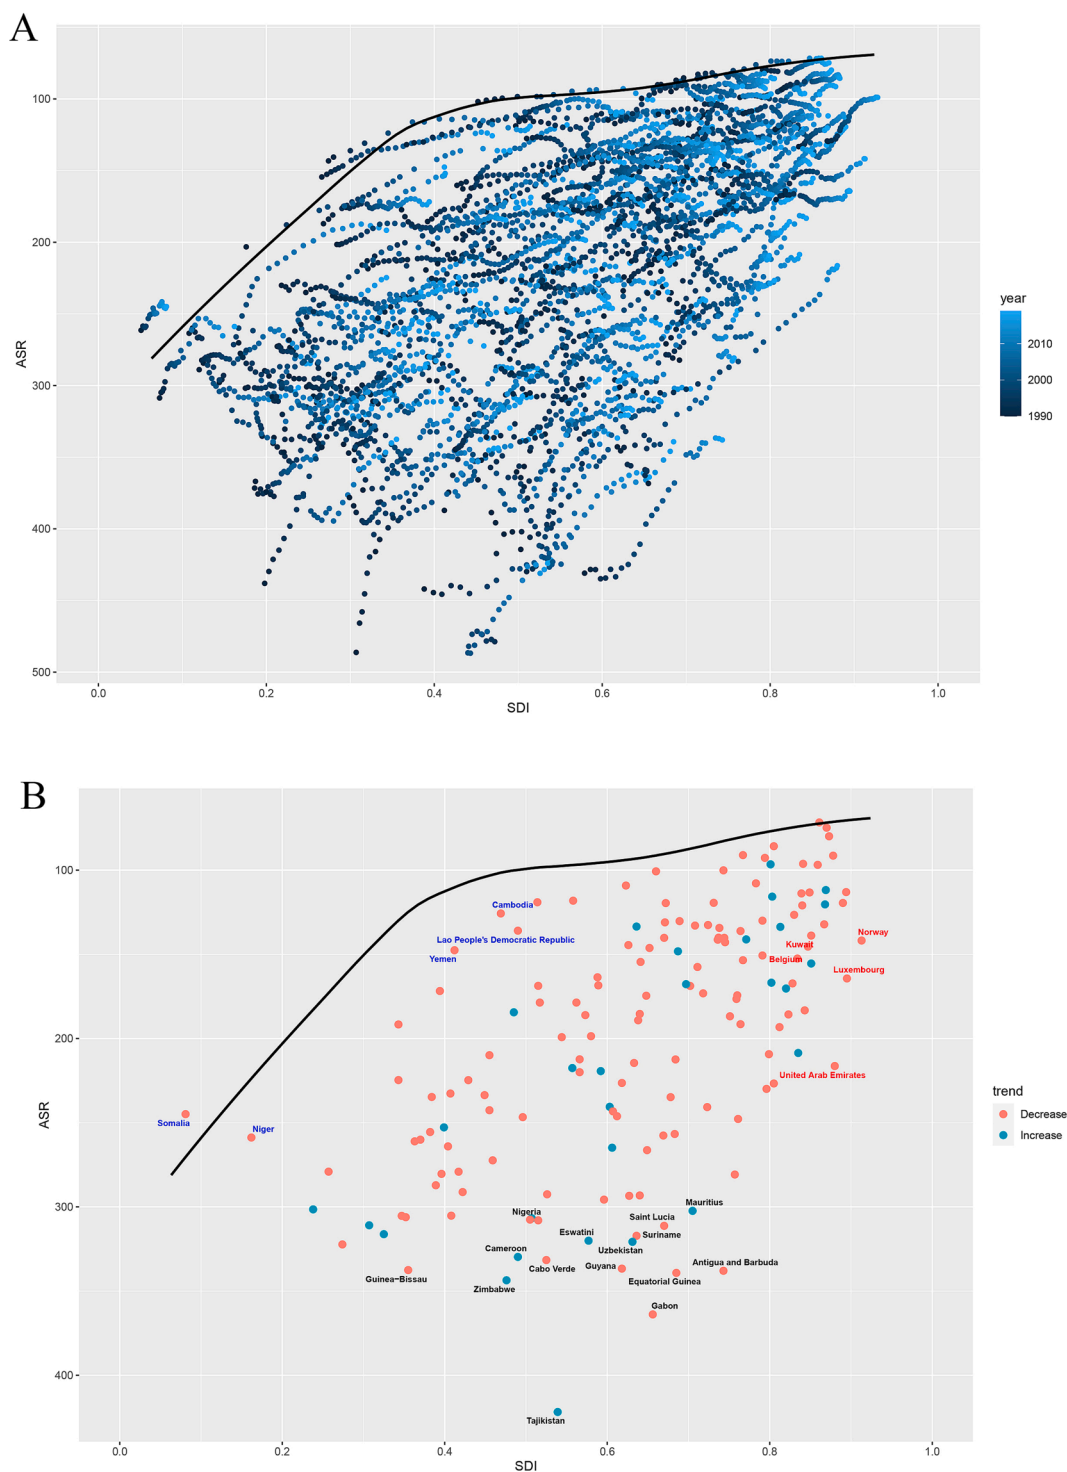 A
100
200
300
400
500
ASR
0.0 0.2 0.4 0.6 0.8 1.0
SDI
year
2010
2000
1990
B
100
200
300
400
ASR
Cambodia
Lao People's Democratic Republic
Yemen
Norway
Kuwait
Belgium
Luxembourg
United Arab Emirates
Somalia
Niger
Mauritius
Nigeria
Saint Lucia
Eswatini
Suriname
Cameroon
Uzbekistan
Cabo Verde
Guyana
Antigua and Barbuda
Guinea−Bissau
Equatorial Guinea
Zimbabwe
Gabon
Tajikistan
0.0 0.2 0.4 0.6 0.8 1.0
SDI
trend
Decrease
Increase